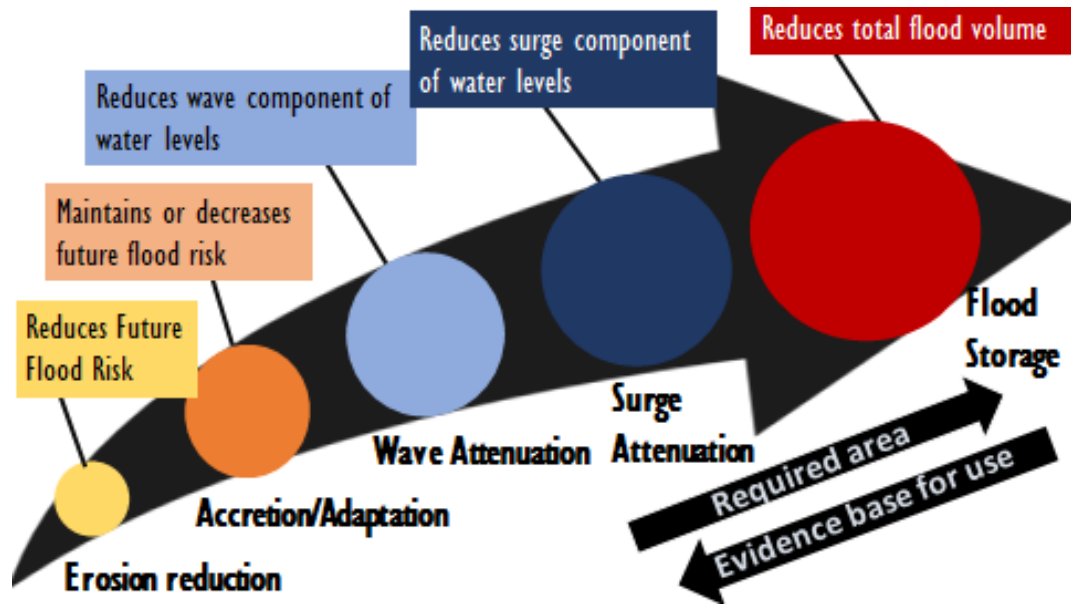 Reduces total flood volume
Reduces surge component
of water levels
Reduces wave component of
water levels
Maintains or decreases
future flood risk
Reduces Future
Flood Risk
Flood
Storage
Surge
Attenuation
Wave Attenuation
Accretion/Adaptation
Erosion reduction
Required area
Evidence base for use